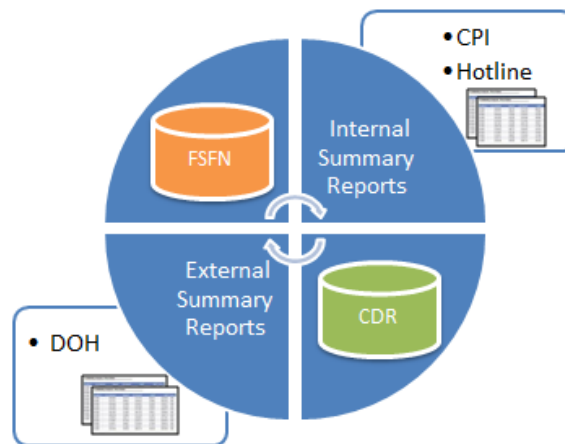 • CPI
• Hotline
FSFN
Internal
Summary
Reports
External
Summary
Reports
CDR
• DOH